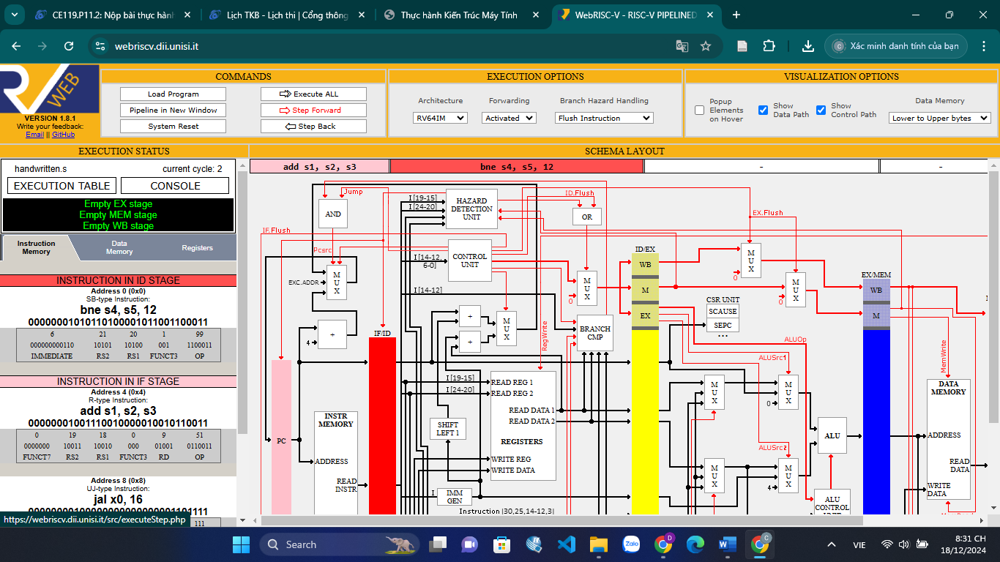 CE119.P11.2: Nộp bài thực hành
Lịch TKB - Lịch thi | Cổng thông
Thực hành Kiến Trúc Máy Tính
WebRISC-V - RISC-V PIPELINED
webriscv.dii.unisi.it
Xác minh danh tính của bạn
WEB
VERSION 1.8.1
Write your feedback:
Email || GitHub
COMMANDS
Load Program
Execute ALL
Pipeline in New Window
Step Forward
System Reset
Step Back
EXECUTION OPTIONS
Architecture Forwarding Branch Hazard Handling
RV64IM Activated Flush Instruction
VISUALIZATION OPTIONS
Popup Elements on Hover
Show Data Path
Show Control Path
Data Memory
Lower to Upper bytes
EXECUTION STATUS
handwritten.s current cycle: 2
EXECUTION TABLE CONSOLE
Empty EX stage
Empty MEM stage
Empty WB stage
Instruction Memory
Data Memory
Registers
INSTRUCTION IN ID STAGE
Address 0 (0x0)
SB-type Instruction:
bne s4, s5, 12
00000001010110100001011001100011
6 21 20 1 99
000000000110 10101 10100 001 1100011
IMMEDIATE RS2 RS1 FUNCT3 OP
INSTRUCTION IN IF STAGE
Address 4 (0x4)
R-type Instruction:
add s1, s2, s3
00000001001110010000010010110011
0 19 18 0 9 51
0000000 10011 10010 000 01001 0110011
FUNCT7 RS2 RS1 FUNCT3 RD OP
Address 8 (0x8)
UJ-type Instruction:
jal x0, 16
111
https://webriscv.dii.unisi.it/src/executeStep.php
SCHEMA LAYOUT
add s1, s2, s3 bne s4, s5, 12 - -
Jump
AND
IF.Flush
Pcsrc
MUX
EXC.ADDR
+
4
IF/ID
PC
INSTR MEMORY
ADDRESS
READ INSTR
I [19-15]
I [24-20]
HAZARD DETECTION UNIT
ID.Flush
OR
CONTROL UNIT
I [14-12, 6-0]
I [14-12]
MUX
0
+
+
MUX
RegWrite
BRANCH CMP
I [19-15]
I [24-20]
READ REG 1
READ REG 2
READ DATA 1
READ DATA 2
REGISTERS
WRITE REG
WRITE DATA
SHIFT LEFT 1
I
IMM GEN
Instruction [30,25,14-12,3]
ID/EX
WB
M
EX
EX.Flush
MUX
0
MUX
0
CSR UNIT
SCAUSE
SEPC
...
ALUOp
ALUSrc1
MUX
MUX
0
ALUSrc2
MUX
MUX
4
ALU
ALU CONTROL
EX/MEM
WB
M
MemWrite
DATA MEMORY
ADDRESS
READ DATA
WRITE DATA
Search
VIE
8:31 CH
18/12/2024